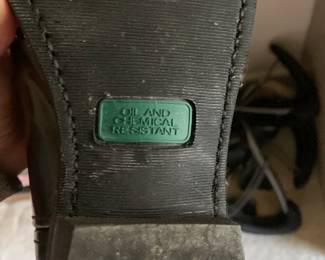 OIL AND
CHEMICAL
RESISTANT